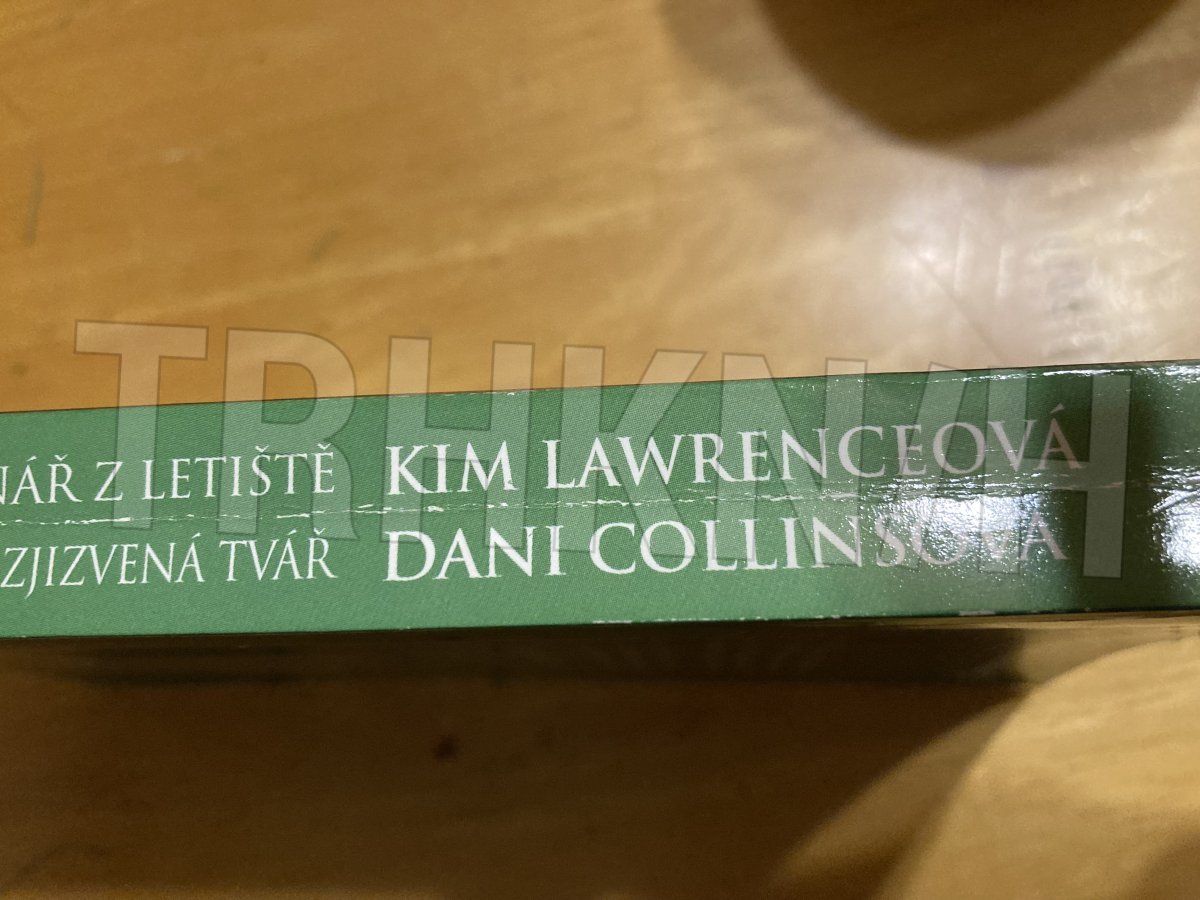 NÁŘ Z LETIŠTĚ KIM LAWRENCEOVÁ
ZJIZVENÁ TVÁŘ DANI COLLINSOVÁ
TRHKNIH